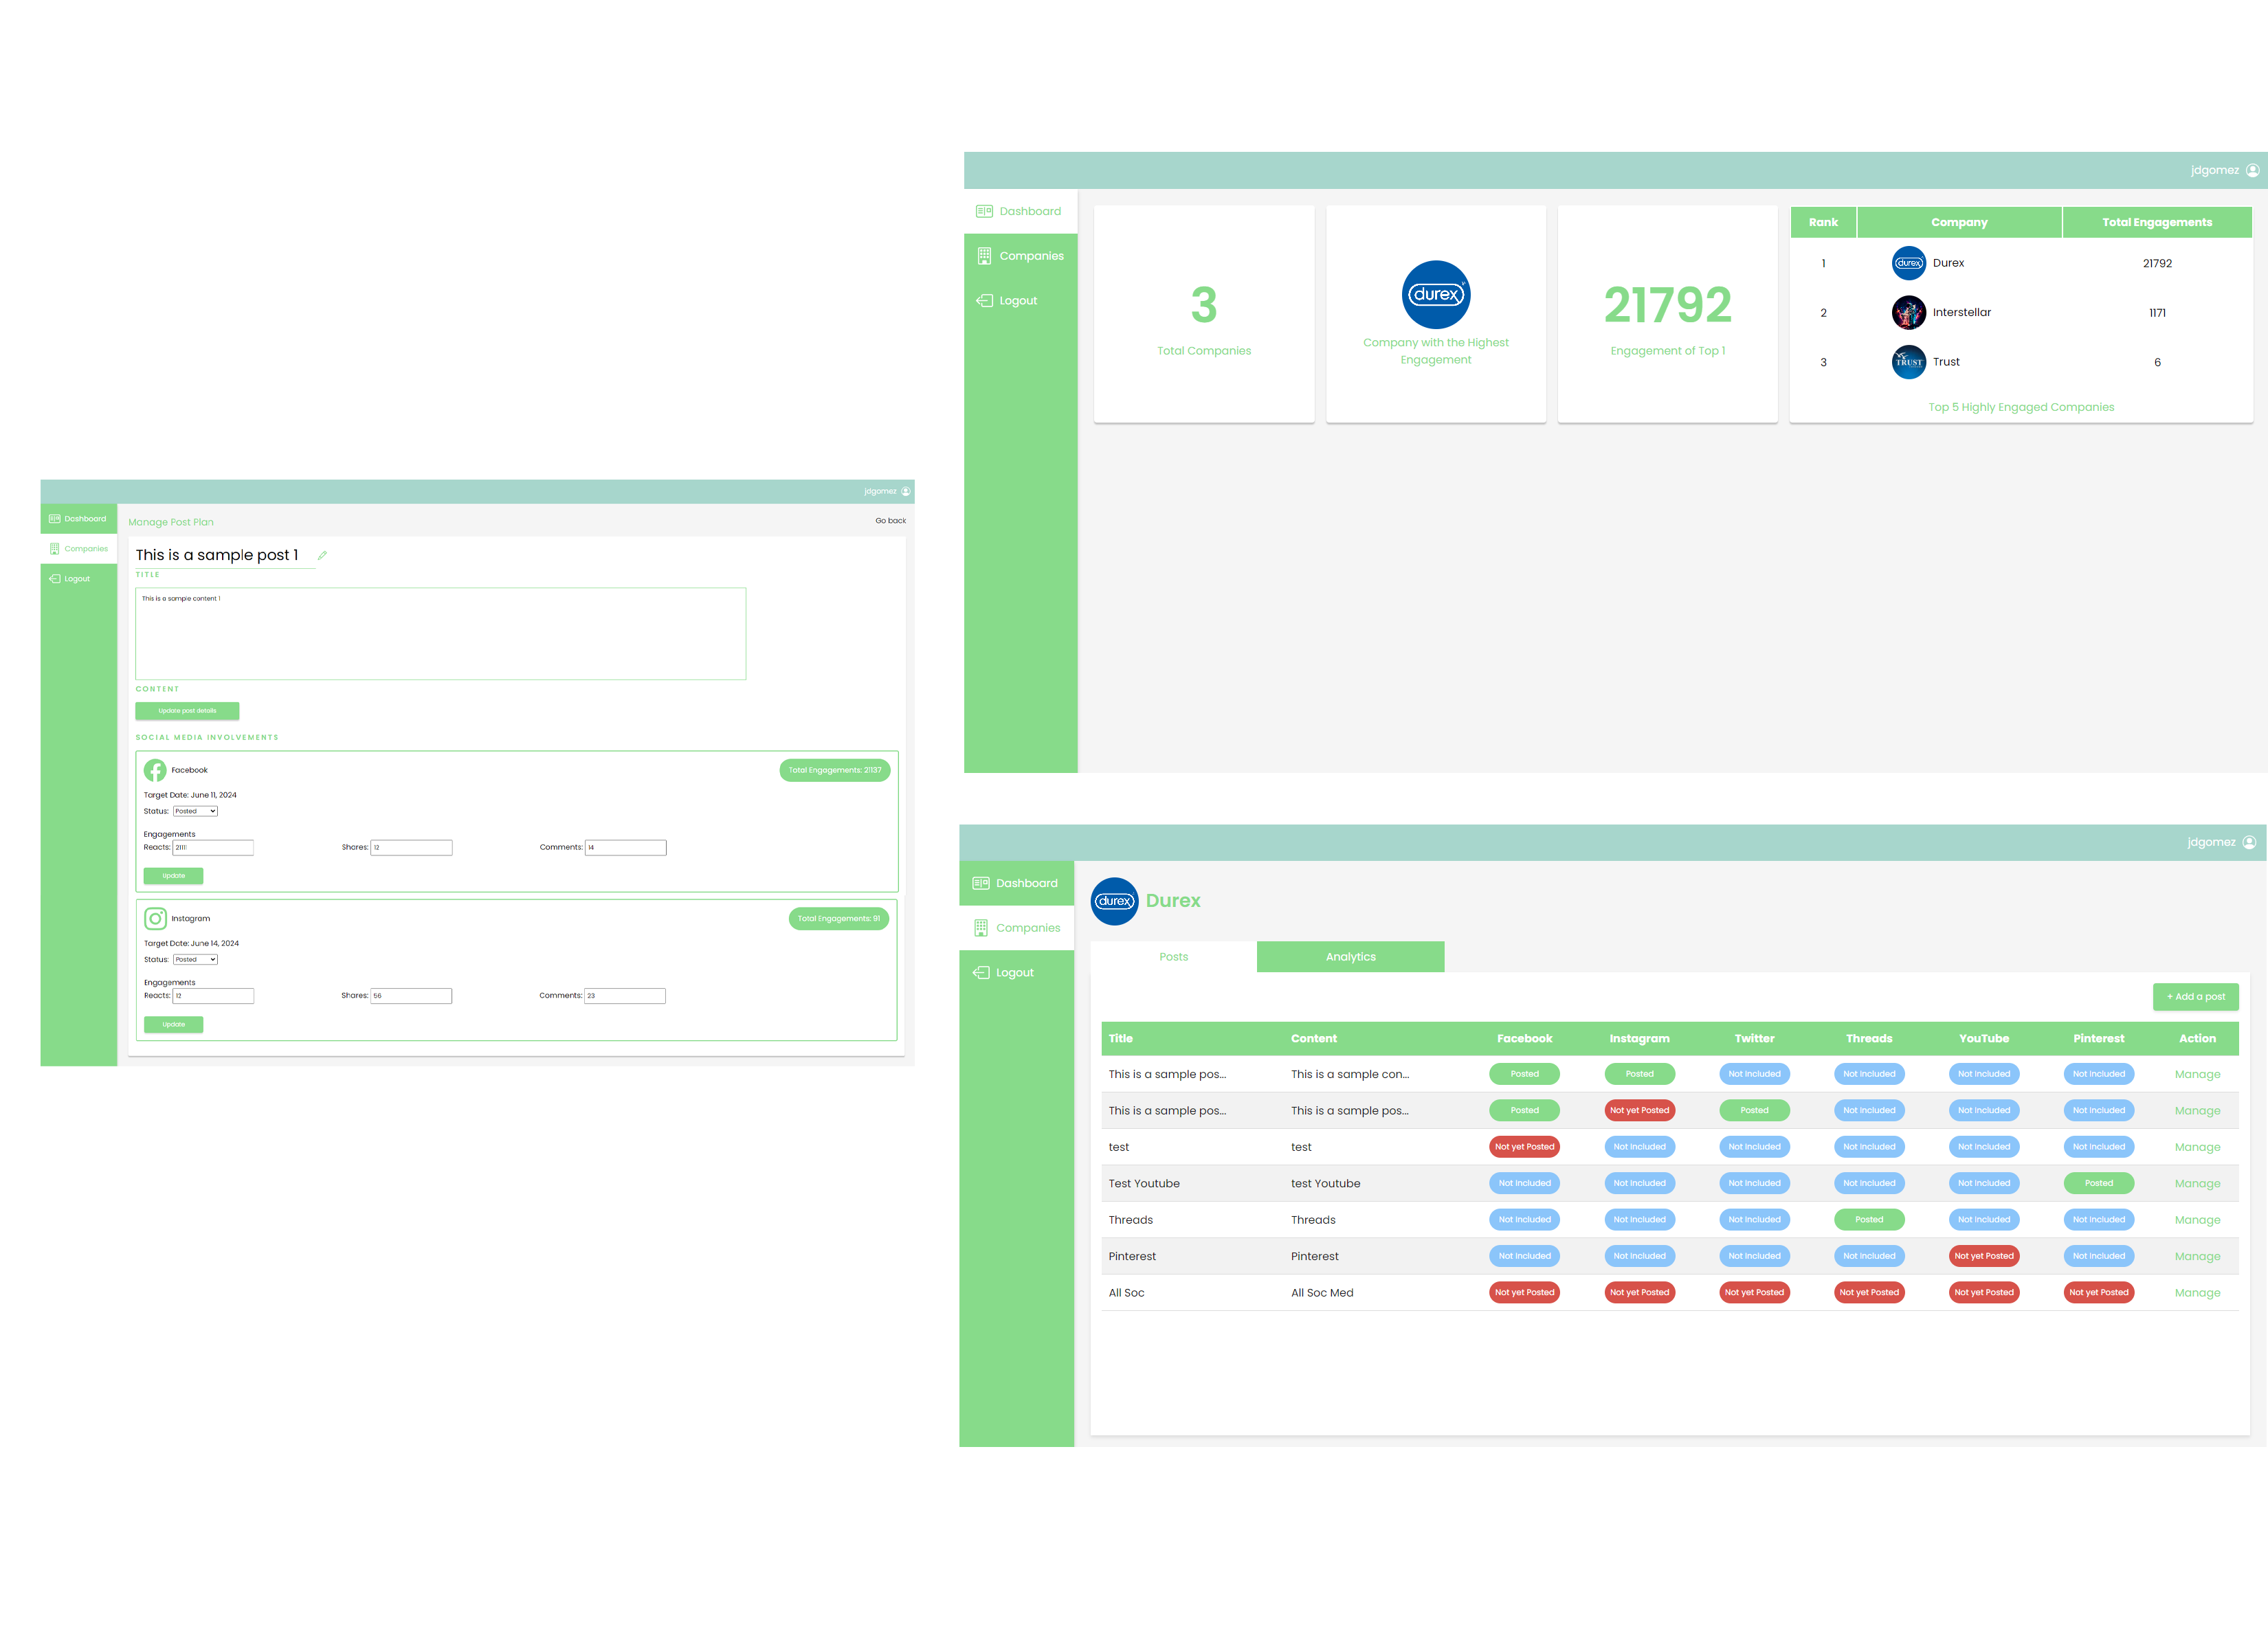 jdgomez
Dashboard
Companies
Logout
3
Total Companies
durex
Company with the Highest
Engagement
21792
Engagement of Top 1
Rank Company Total Engagements
1 durex Durex 21792
2 Interstellar 1171
3 TRUST Trust 6
Top 5 Highly Engaged Companies
jdgomez
Dashboard
Companies
Logout
Manage Post Plan Go back
This is a sample post 1
TITLE
This is a sample content 1
CONTENT
Update post details
SOCIAL MEDIA INVOLVEMENTS
Facebook Total Engagements: 21137
Target Date: June 11, 2024
Status: Posted
Engagements
Reacts: 21111 Shares: 12 Comments: 14
Update
Instagram Total Engagements: 91
Target Date: June 14, 2024
Status: Posted
Engagements
Reacts: 12 Shares: 56 Comments: 23
Update
jdgomez
Dashboard
Companies
Logout
durex Durex
Posts Analytics
+ Add a post
Title Content Facebook Instagram Twitter Threads YouTube Pinterest Action
This is a sample pos... This is a sample con... Posted Posted Not Included Not Included Not Included Not Included Manage
This is a sample pos... This is a sample pos... Posted Not yet Posted Posted Not Included Not Included Not Included Manage
test test Not yet Posted Not Included Not Included Not Included Not Included Not Included Manage
Test Youtube test Youtube Not Included Not Included Not Included Not Included Not Included Posted Manage
Threads Threads Not Included Not Included Not Included Posted Not Included Not Included Manage
Pinterest Pinterest Not Included Not Included Not Included Not Included Not yet Posted Not Included Manage
All Soc All Soc Med Not yet Posted Not yet Posted Not yet Posted Not yet Posted Not yet Posted Not yet Posted Manage